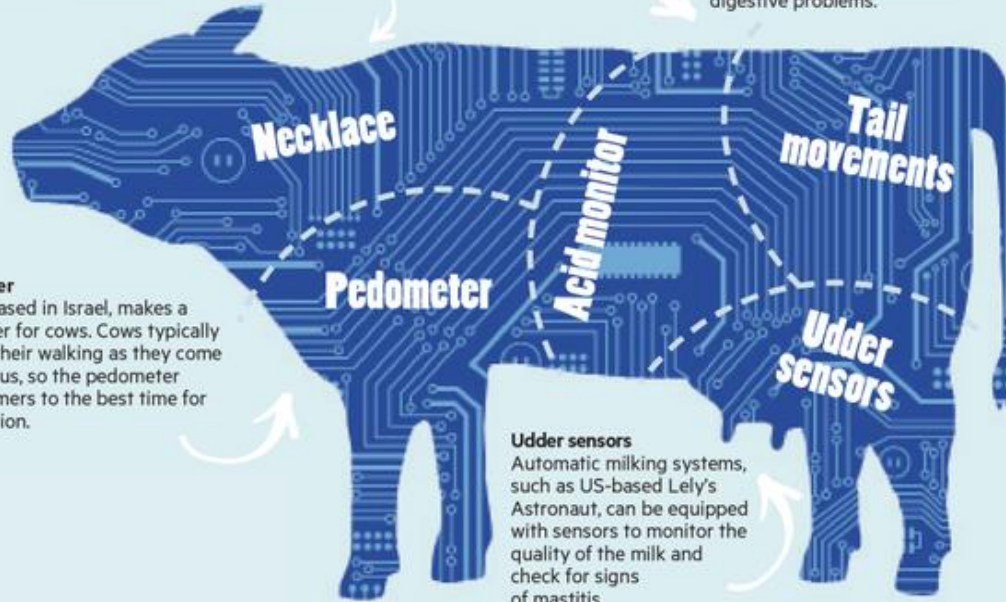 digestive problems.
Necklace
Acid monitor
Tail
movements
Pedometer
Udder
sensors
er
ased in Israel, makes a
er for cows. Cows typically
heir walking as they come
us, so the pedometer
mers to the best time for
ion.
Udder sensors
Automatic milking systems,
such as US-based Lely's
Astronaut, can be equipped
with sensors to monitor the
quality of the milk and
check for signs
of mastitis